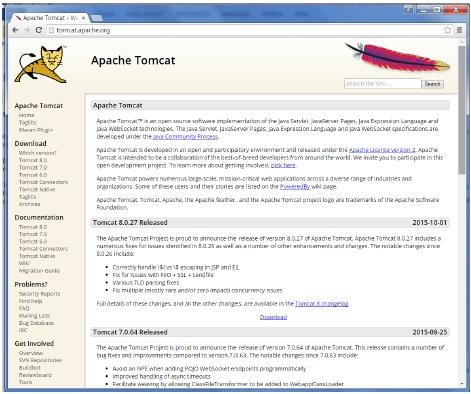 Apache Tomcat - We
tomcat.apache.org
Apache Tomcat
Search the Site...
Search
Apache Tomcat
Home
Taglibs
Maven Plugin
Download
Which version?
Tomcat 8.0
Tomcat 7.0
Tomcat 6.0
Tomcat Connectors
Tomcat Native
Taglibs
Archives
Documentation
Tomcat 8.0
Tomcat 7.0
Tomcat 6.0
Tomcat Connectors
Tomcat Native
Wiki
Migration Guide
Problems?
Security Reports
Find help
FAQ
Mailing Lists
Bug Database
IRC
Get Involved
Overview
SVN Repositories
Buildbot
Reviewboard
Tools
Apache Tomcat
Apache Tomcat™ is an open source software implementation of the Java Servlet, JavaServer Pages, Java Expression Language and
Java WebSocket technologies. The Java Servlet, JavaServer Pages, Java Expression Language and Java WebSocket specifications are
developed under the Java Community Process.
Apache Tomcat is developed in an open and participatory environment and released under the Apache License version 2. Apache
Tomcat is intended to be a collaboration of the best-of-breed developers from around the world. We invite you to participate in this
open development project. To learn more about getting involved, click here.
Apache Tomcat powers numerous large-scale, mission-critical web applications across a diverse range of industries and
organizations. Some of these users and their stories are listed on the PoweredBy wiki page.
Apache Tomcat, Tomcat, Apache, the Apache feather, and the Apache Tomcat project logo are trademarks of the Apache Software
Foundation.
Tomcat 8.0.27 Released 2015-10-01
The Apache Tomcat Project is proud to announce the release of version 8.0.27 of Apache Tomcat. Apache Tomcat 8.0.27 includes a
numerous fixes for issues identified in 8.0.26 as well as a number of other enhancements and changes. The notable changes since
8.0.26 include:
Correctly handle \${ vs \$ escaping in JSP and EL
Fix for issues with NIO + SSL + sendfile
Various TLD parsing fixes
Fix multiple (mostly rare and/or zero impact) concurrency issues
Full details of these changes, and all the other changes, are available in the Tomcat 8 changelog.
Download
Tomcat 7.0.64 Released 2015-08-25
The Apache Tomcat Project is proud to announce the release of version 7.0.64 of Apache Tomcat. This release contains a number of
bug fixes and improvements compared to version 7.0.63. The notable changes since 7.0.63 include:
Avoid an NPE when adding POJO WebSocket endpoints programmatically
Improved handling of async timeouts
Facilitate weaving by allowing ClassFileTransformer to be added to WebappClassLoader